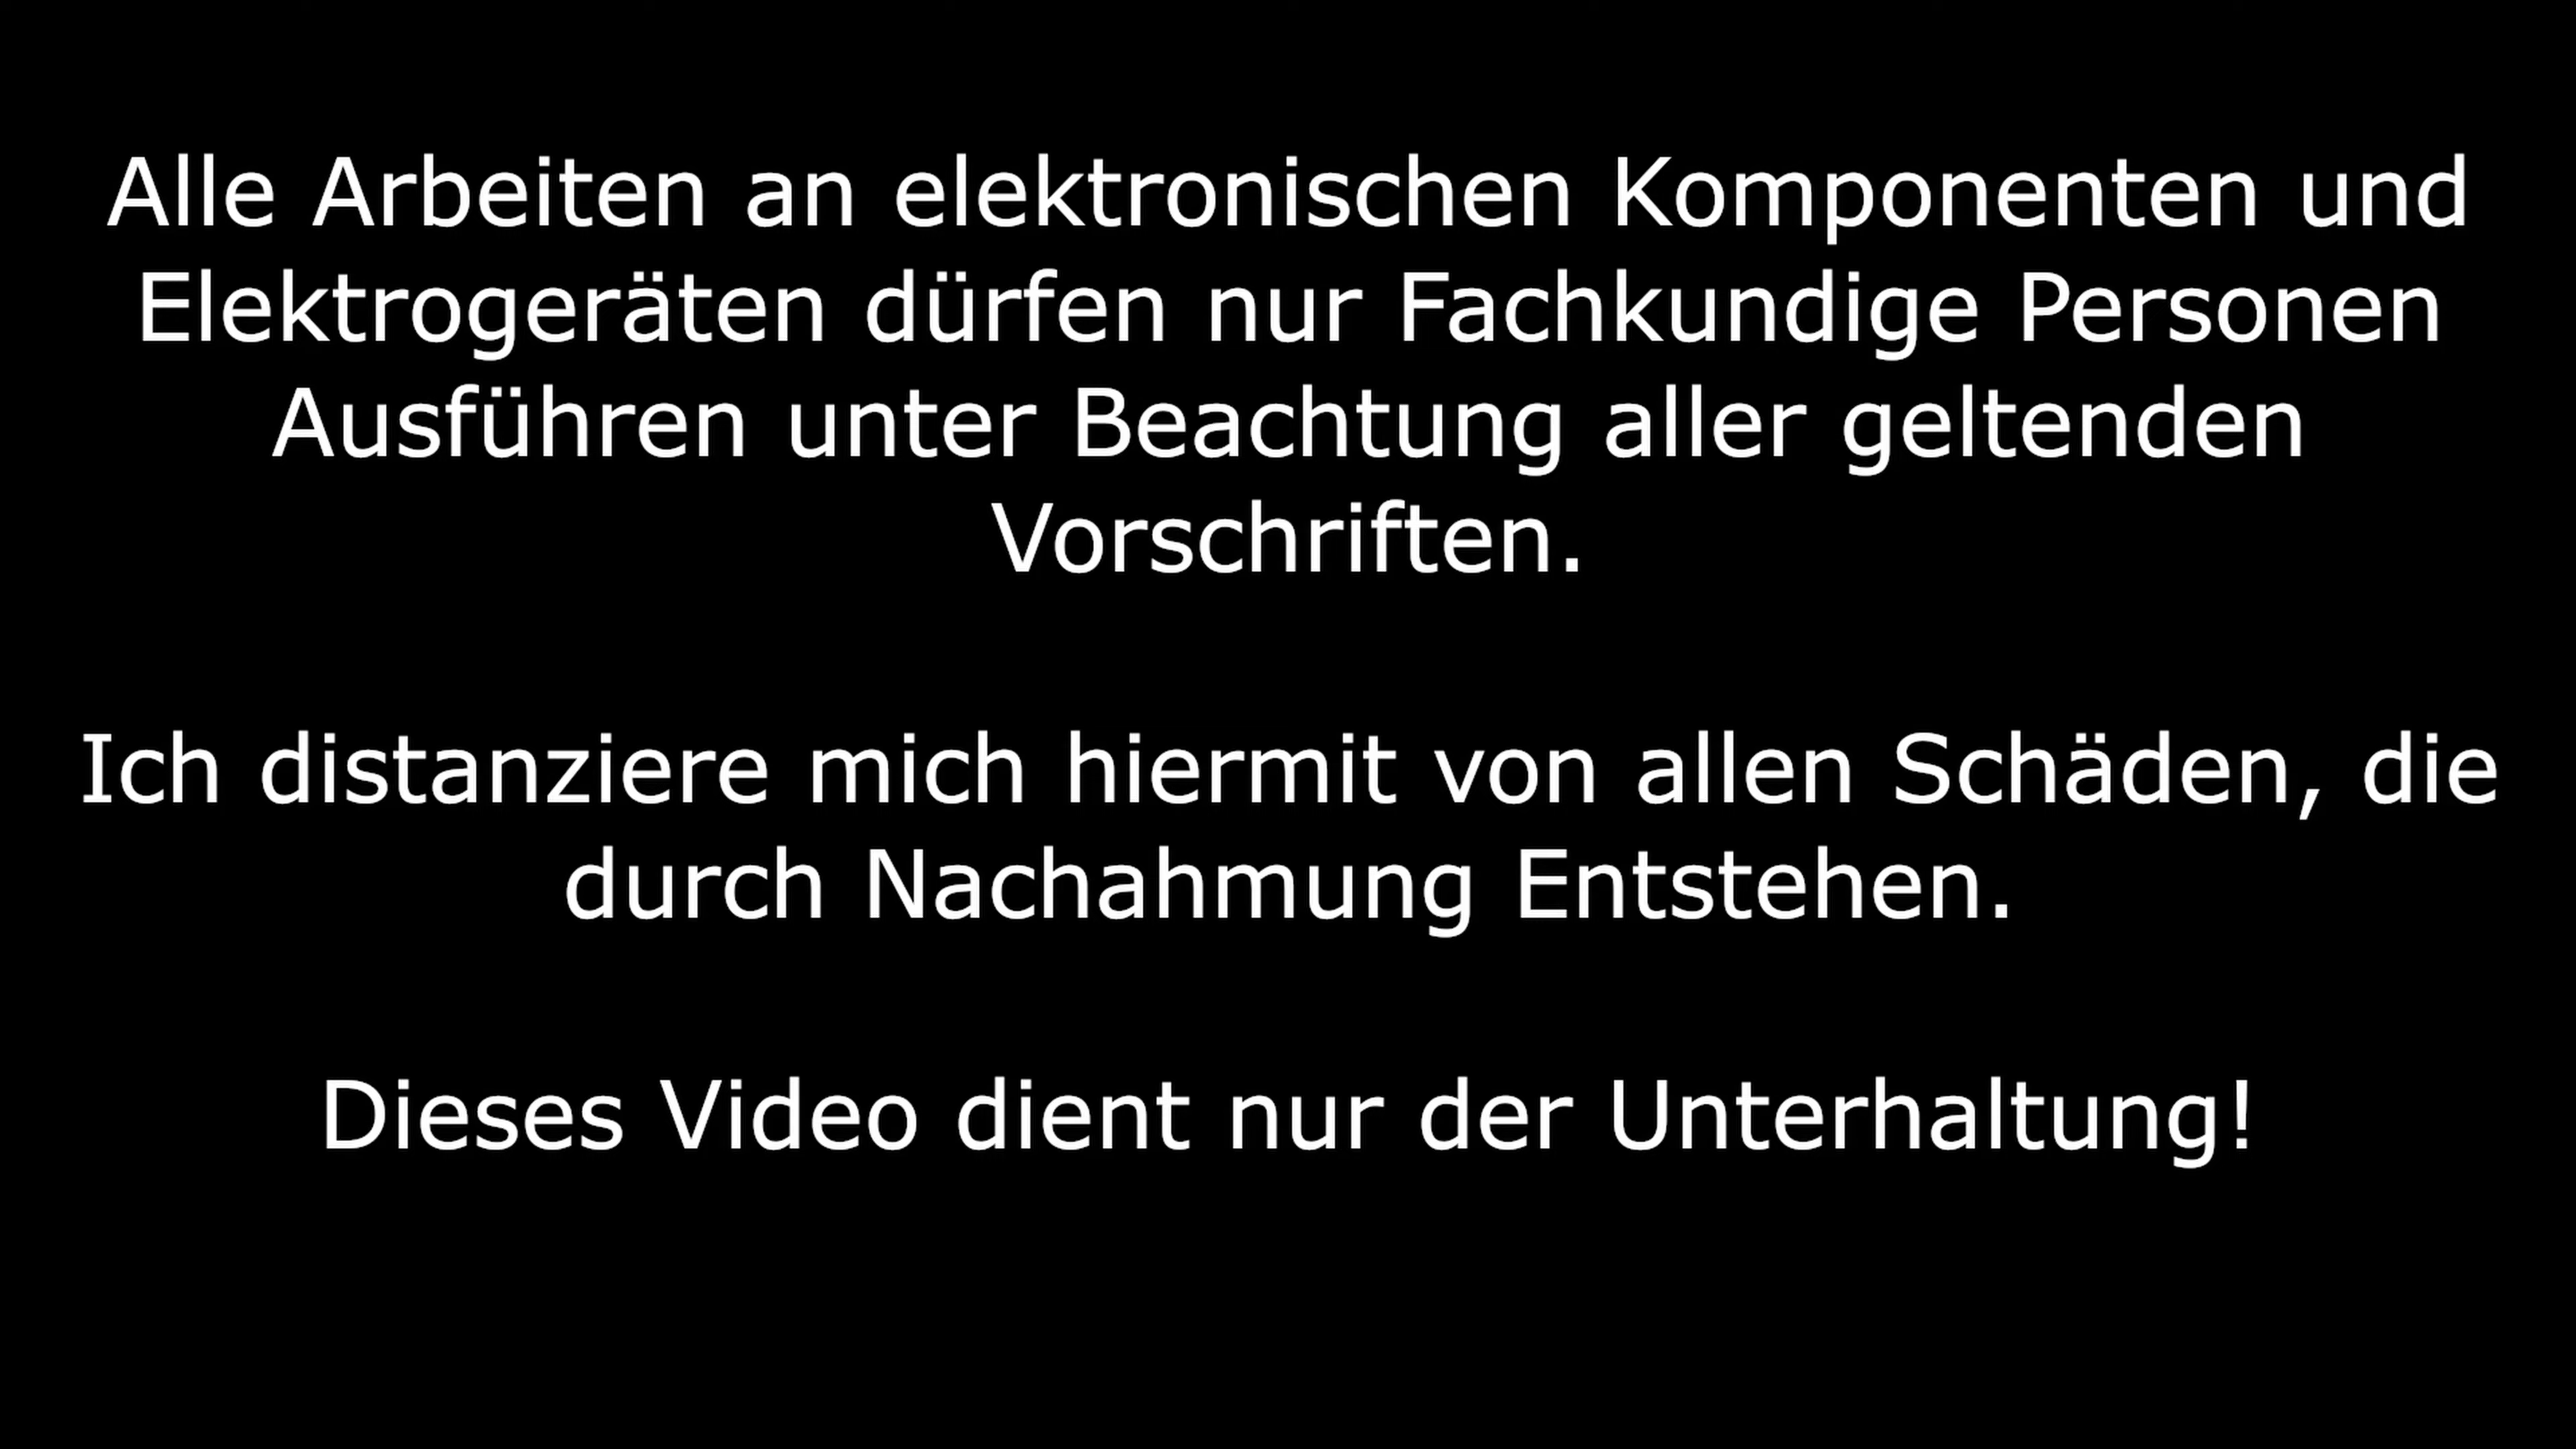 Alle Arbeiten an elektronischen Komponenten und
Elektrogeräten dürfen nur Fachkundige Personen
Ausführen unter Beachtung aller geltenden
Vorschriften.
Ich distanziere mich hiermit von allen Schäden, die
durch Nachahmung Entstehen.
Dieses Video dient nur der Unterhaltung!